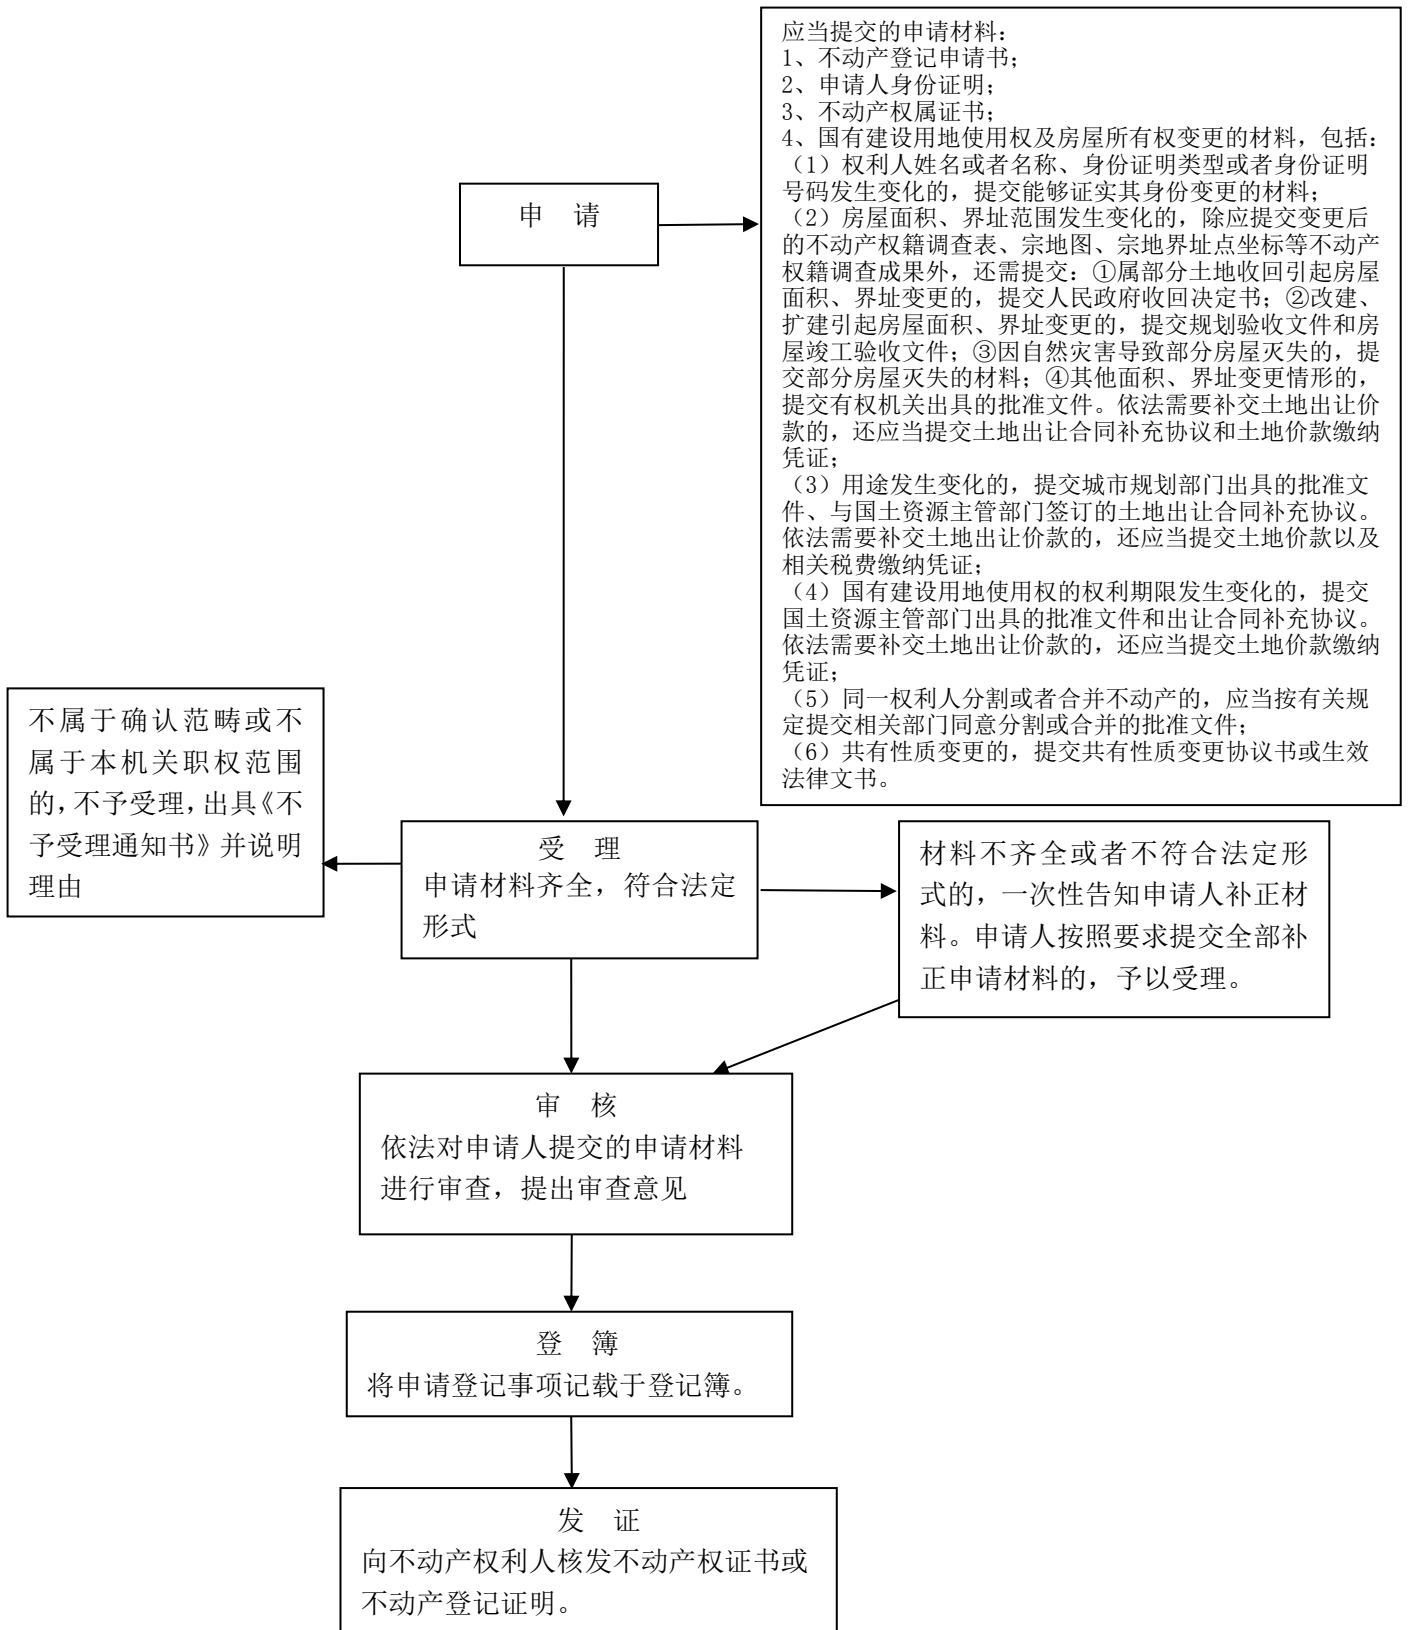 应当提交的申请材料：
1、不动产登记申请书；
2、申请人身份证明；
3、不动产权属证书；
4、国有建设用地使用权及房屋所有权变更的材料，包括：
（1）权利人姓名或者名称、身份证明类型或者身份证明
号码发生变化的，提交能够证实其身份变更的材料；
（2）房屋面积、界址范围发生变化的，除应提交变更后
的不动产权籍调查表、宗地图、宗地界址点坐标等不动产
权籍调查成果外，还需提交：①属部分土地收回引起房屋
面积、界址变更的，提交人民政府收回决定书；②改建、
扩建引起房屋面积、界址变更的，提交规划验收文件和房
屋竣工验收文件；③因自然灾害导致部分房屋灭失的，提
交部分房屋灭失的材料；④其他面积、界址变更情形的，
提交有权机关出具的批准文件。依法需要补交土地出让价
款的，还应当提交土地出让合同补充协议和土地价款缴纳
凭证；
（3）用途发生变化的，提交城市规划部门出具的批准文
件、与国土资源主管部门签订的土地出让合同补充协议。
依法需要补交土地出让价款的，还应当提交土地价款以及
相关税费缴纳凭证；
（4）国有建设用地使用权的权利期限发生变化的，提交
国土资源主管部门出具的批准文件和出让合同补充协议。
依法需要补交土地出让价款的，还应当提交土地价款缴纳
凭证；
（5）同一权利人分割或者合并不动产的，应当按有关规
定提交相关部门同意分割或合并的批准文件；
（6）共有性质变更的，提交共有性质变更协议书或生效
法律文书。
申 请
不属于确认范畴或不
属于本机关职权范围
的，不予受理，出具《不
予受理通知书》并说明
理由
受 理
申请材料齐全，符合法定
形式
材料不齐全或者不符合法定形
式的，一次性告知申请人补正材
料。申请人按照要求提交全部补
正申请材料的，予以受理。
审 核
依法对申请人提交的申请材料
进行审查，提出审查意见
登 簿
将申请登记事项记载于登记簿。
发 证
向不动产权利人核发不动产权证书或
不动产登记证明。